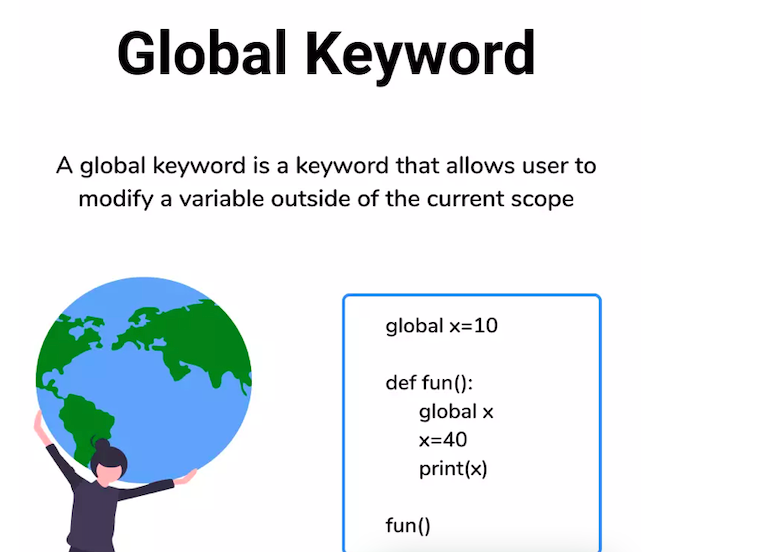 Global Keyword
A global keyword is a keyword that allows user to
modify a variable outside of the current scope
global x=10
def fun():
global x
x=40
print(x)
fun()